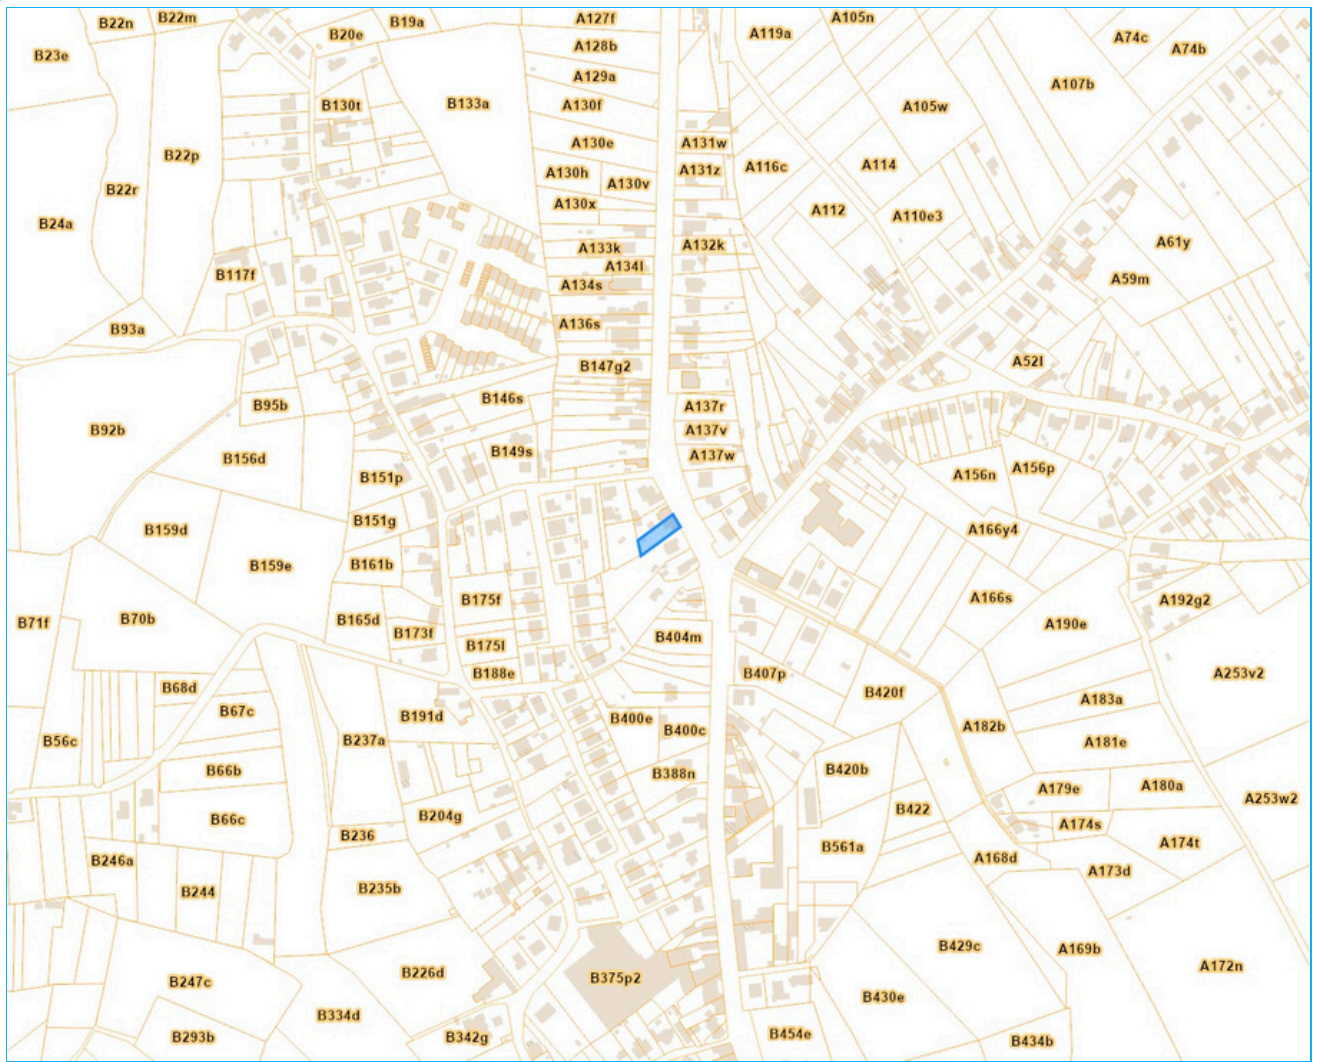 B22n
B22m
B19a
A127f
A105n
B20e
A119a
A74c
A74b
B23e
A128b
A129a
A107b
B130t
B133a
A130f
A105w
B22p
A130e
A131w
B22r
A130h
A130v
A131z
A116c
A114
B24a
A130x
A112
A110e3
A133k
A132k
A61y
B117f
A134l
A134s
A59m
B93a
A136s
B147g2
A52l
B95b
B146s
A137r
B92b
A137v
B156d
B149s
A137w
B151p
A156n
A156p
B159d
B151g
A166y4
B159e
B161b
B71f
B70b
B165d
B173f
B175f
A166s
A192g2
A190e
B175l
B404m
B188e
B407p
A253v2
B68d
B420f
B67c
B191d
B400e
B400c
A182b
A183a
B56c
B237a
A181e
B66b
B388n
B420b
A179e
A180a
A253w2
B66c
B204g
B422
B236
A174s
B246a
B561a
A168d
A174t
B244
B235b
A173d
B429c
A169b
B247c
B226d
B375p2
A172n
B334d
B430e
B293b
B342g
B454e
B434b